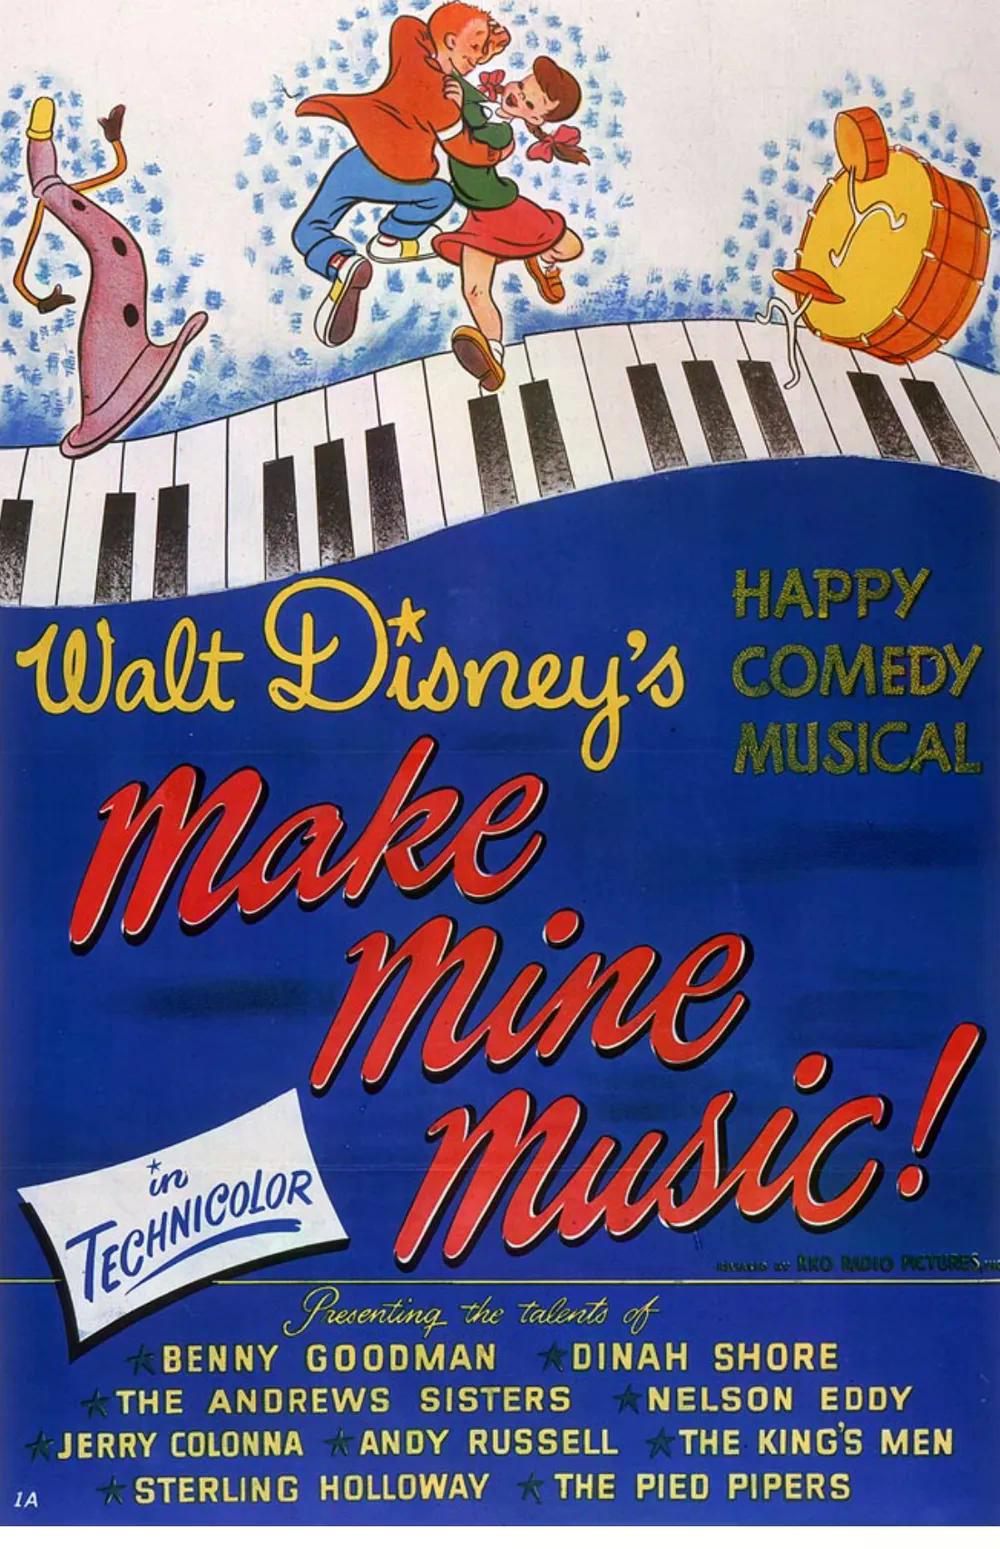 Walt Disney's
HAPPY
COMEDY
MUSICAL
Make
Mine
Music!
in
TECHNICOLOR
RELEASED BY RKO RADIO PICTURES,
Presenting the talents of
BENNY GOODMAN DINAH SHORE
THE ANDREWS SISTERS NELSON EDDY
JERRY COLONNA ANDY RUSSELL THE KING'S MEN
STERLING HOLLOWAY THE PIED PIPERS
1A